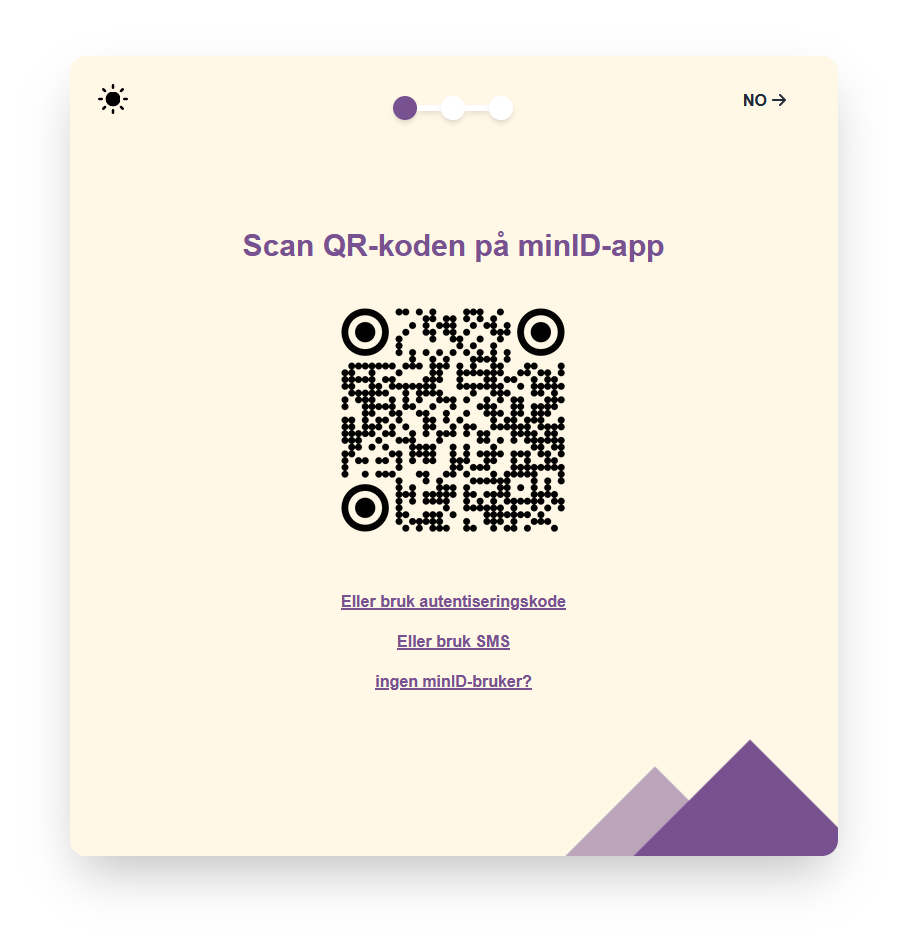 NO
Scan QR-koden på minID-app
Eller bruk autentiseringskode
Eller bruk SMS
ingen minID-bruker?